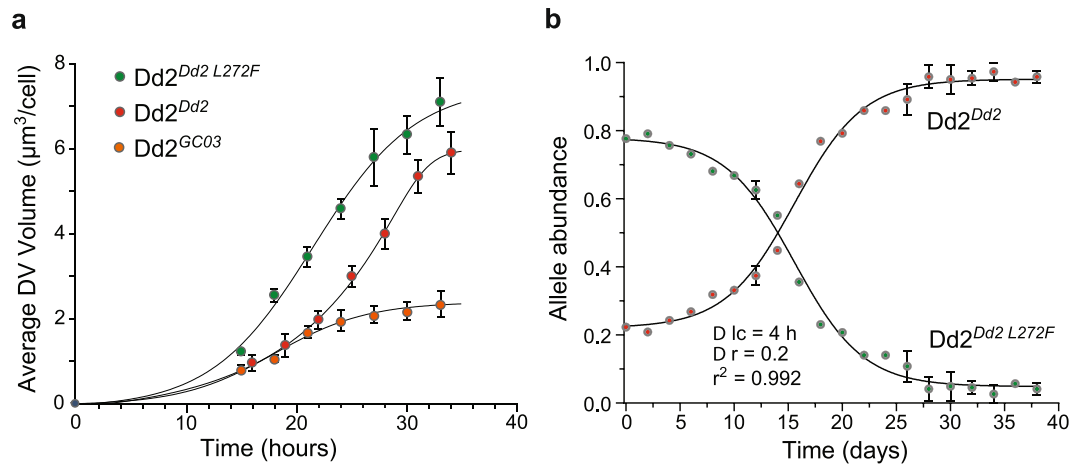 a
Average DV Volume (µm³/cell)
8
6
4
2
0
0
10
20
30
40
Time (hours)
Dd2^Dd2 L272F
Dd2^Dd2
Dd2^GC03
b
Allele abundance
1.0
0.8
0.6
0.4
0.2
0.0
0
5
10
15
20
25
30
35
40
Time (days)
Dd2^Dd2
Dd2^Dd2 L272F
D lc = 4 h
D r = 0.2
r² = 0.992